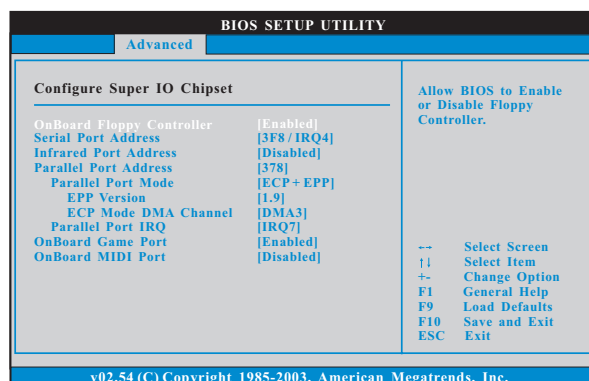 BIOS SETUP UTILITY
Advanced
Configure Super IO Chipset
OnBoard Floppy Controller [Enabled]
Serial Port Address [3F8 / IRQ4]
Infrared Port Address [Disabled]
Parallel Port Address [378]
Parallel Port Mode [ECP + EPP]
EPP Version [1.9]
ECP Mode DMA Channel [DMA3]
Parallel Port IRQ [IRQ7]
OnBoard Game Port [Enabled]
OnBoard MIDI Port [Disabled]
Allow BIOS to Enable
or Disable Floppy
Controller.
←→ Select Screen
↑↓ Select Item
+- Change Option
F1 General Help
F9 Load Defaults
F10 Save and Exit
ESC Exit
v02.54 (C) Copyright 1985-2003, American Megatrends, Inc.